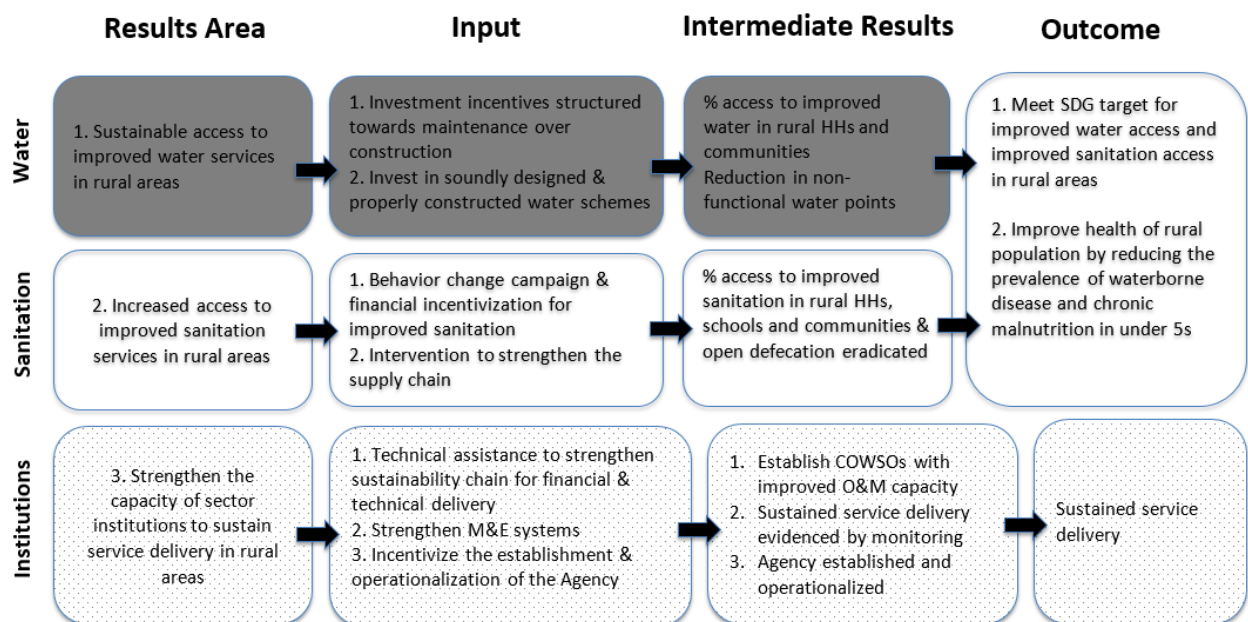 Results Area
Input
Intermediate Results
Outcome
Water
1. Sustainable access to
improved water services
in rural areas
1. Investment incentives structured
towards maintenance over
construction
2. Invest in soundly designed &
properly constructed water schemes
% access to improved
water in rural HHs and
communities
Reduction in non-
functional water points
1. Meet SDG target for
improved water access and
improved sanitation access
in rural areas
2. Improve health of rural
population by reducing the
prevalence of waterborne
disease and chronic
malnutrition in under 5s
Sanitation
2. Increased access to
improved sanitation
services in rural areas
1. Behavior change campaign &
financial incentivization for
improved sanitation
2. Intervention to strengthen the
supply chain
% access to improved
sanitation in rural HHs,
schools and communities &
open defecation eradicated
Institutions
3. Strengthen the
capacity of sector
institutions to sustain
service delivery in rural
areas
1. Technical assistance to strengthen
sustainability chain for financial &
technical delivery
2. Strengthen M&E systems
3. Incentivize the establishment &
operationalization of the Agency
1. Establish COWSOs with
improved O&M capacity
2. Sustained service delivery
evidenced by monitoring
3. Agency established and
operationalized
Sustained service
delivery